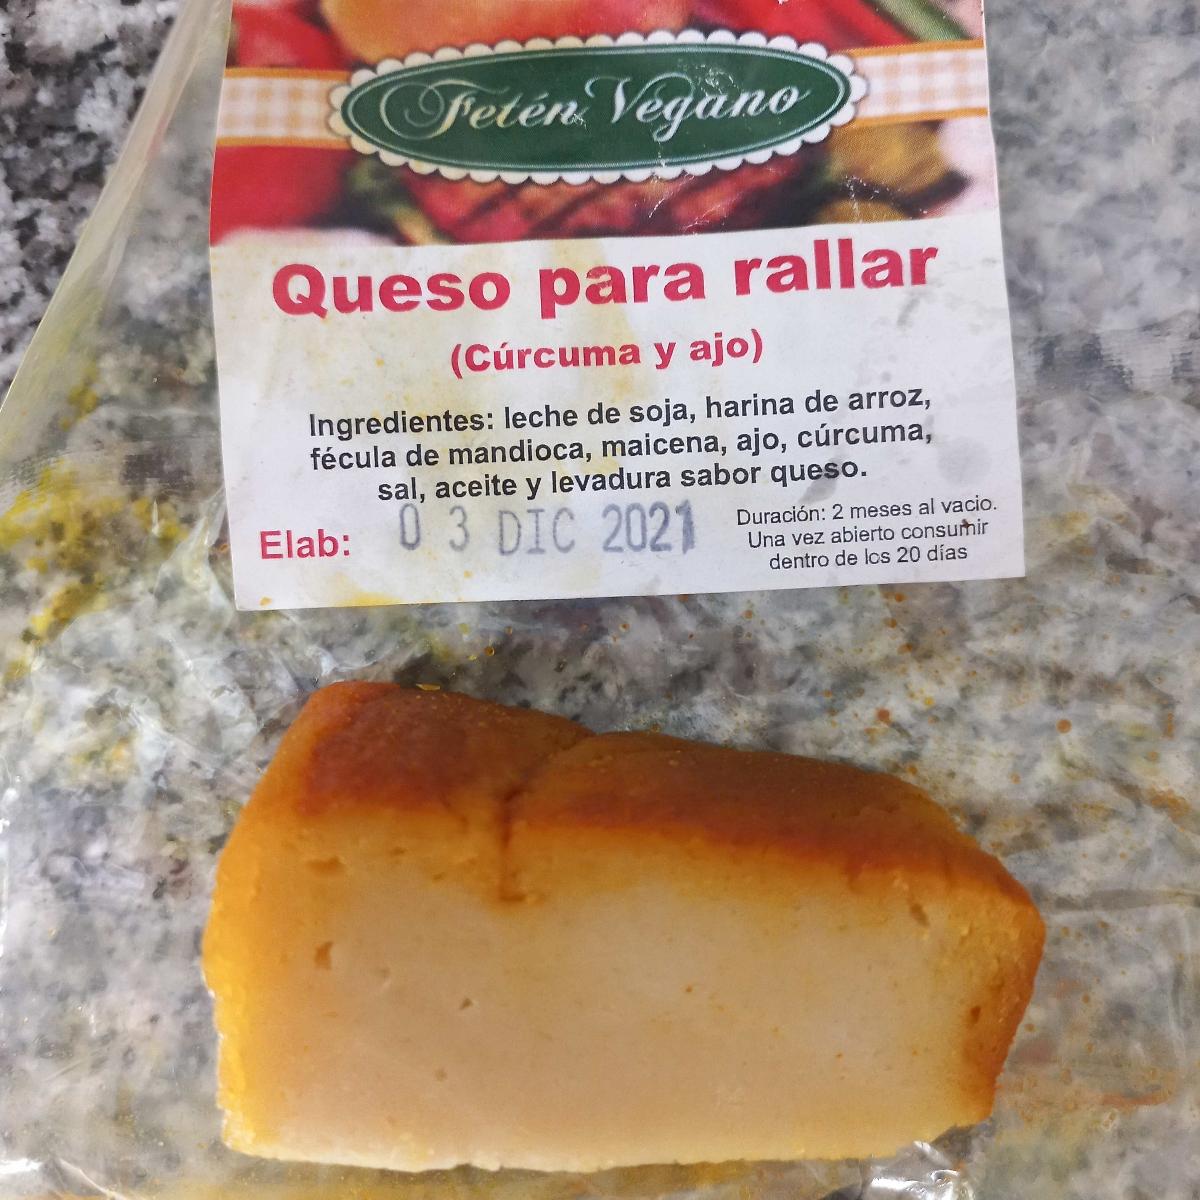 Fetén Vegano
Queso para rallar
(Cúrcuma y ajo)
Ingredientes: leche de soja, harina de arroz,
fécula de mandioca, maicena, ajo, cúrcuma,
sal, aceite y levadura sabor queso.
Elab: 03 DIC 2021
Duración: 2 meses al vacio.
Una vez abierto consumir
dentro de los 20 días